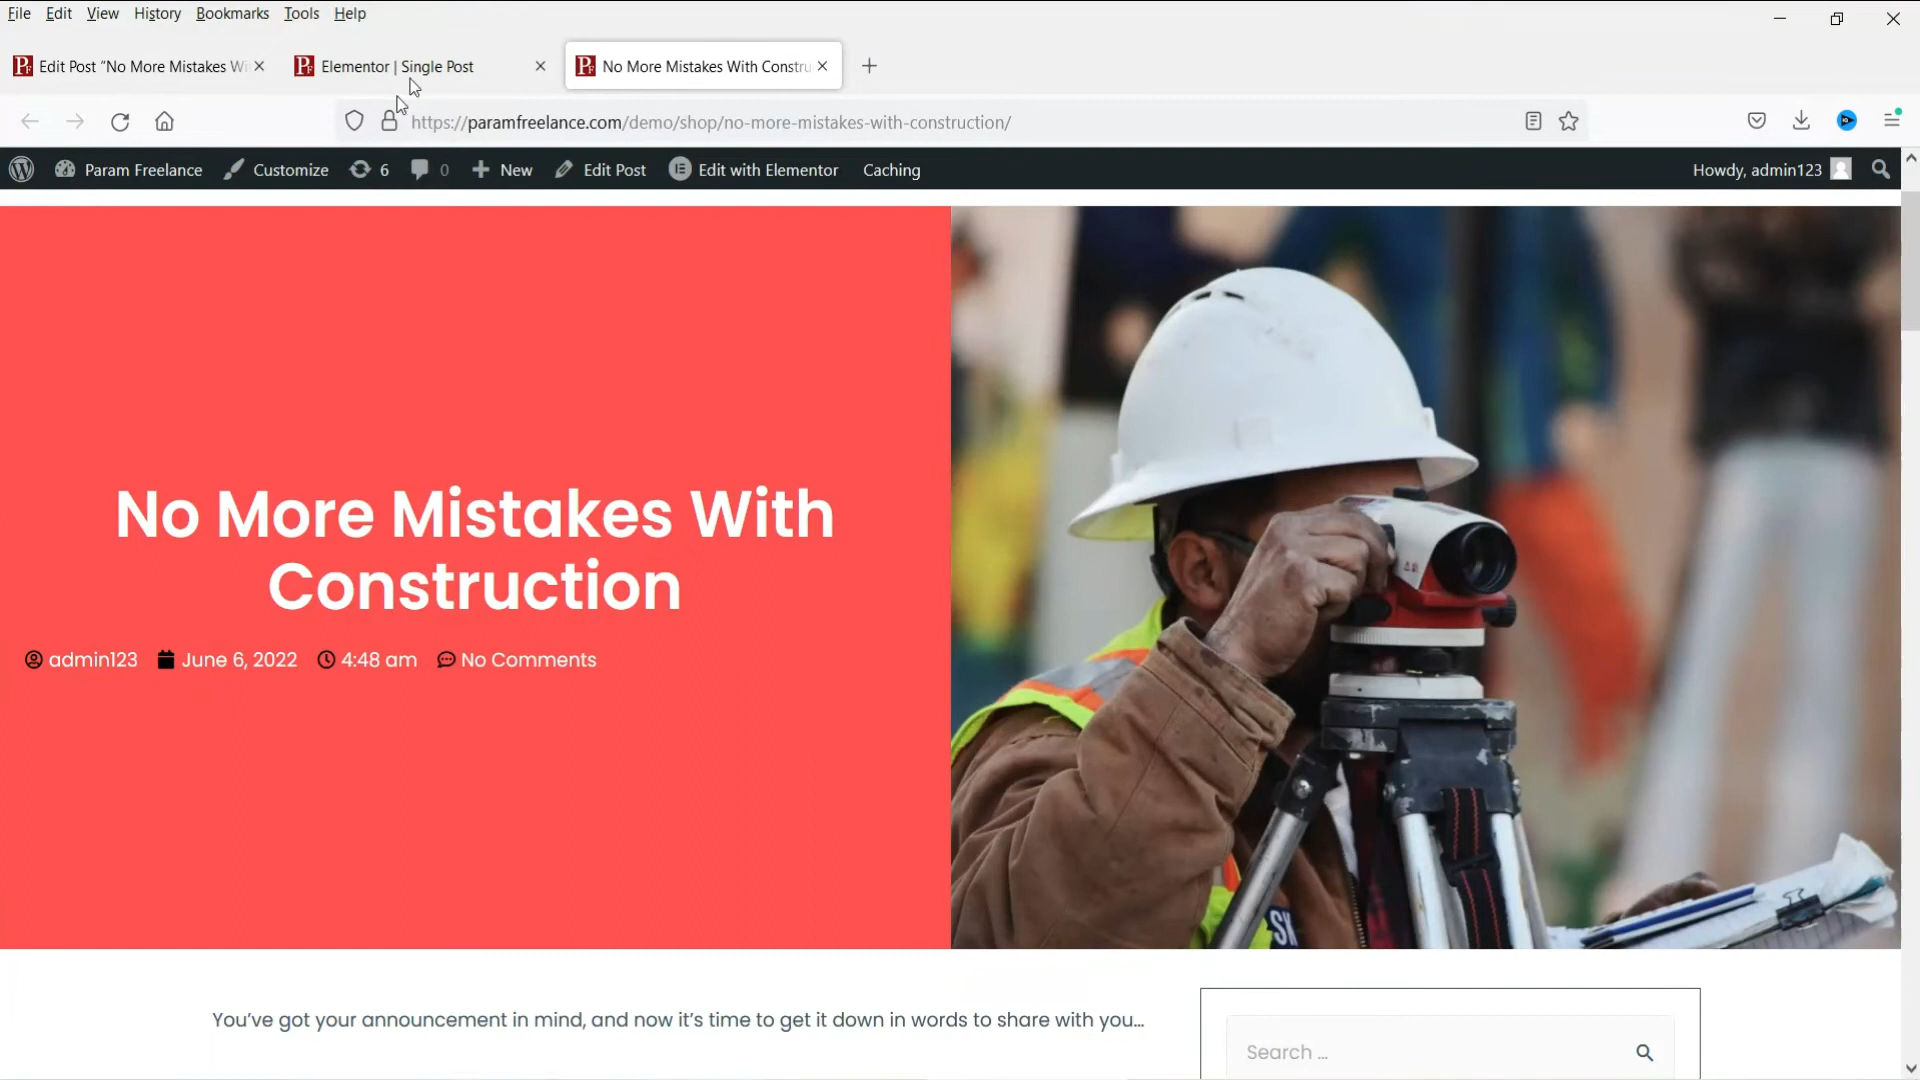 File Edit View History Bookmarks Tools Help
Edit Post “No More Mistakes Wi
Elementor | Single Post
No More Mistakes With Constru
https://paramfreelance.com/demo/shop/no-more-mistakes-with-construction/
Param Freelance Customize 6 0 New Edit Post Edit with Elementor Caching Howdy, admin123
No More Mistakes With
Construction
admin123 June 6, 2022 4:48 am No Comments
You’ve got your announcement in mind, and now it’s time to get it down in words to share with you...
Search ...